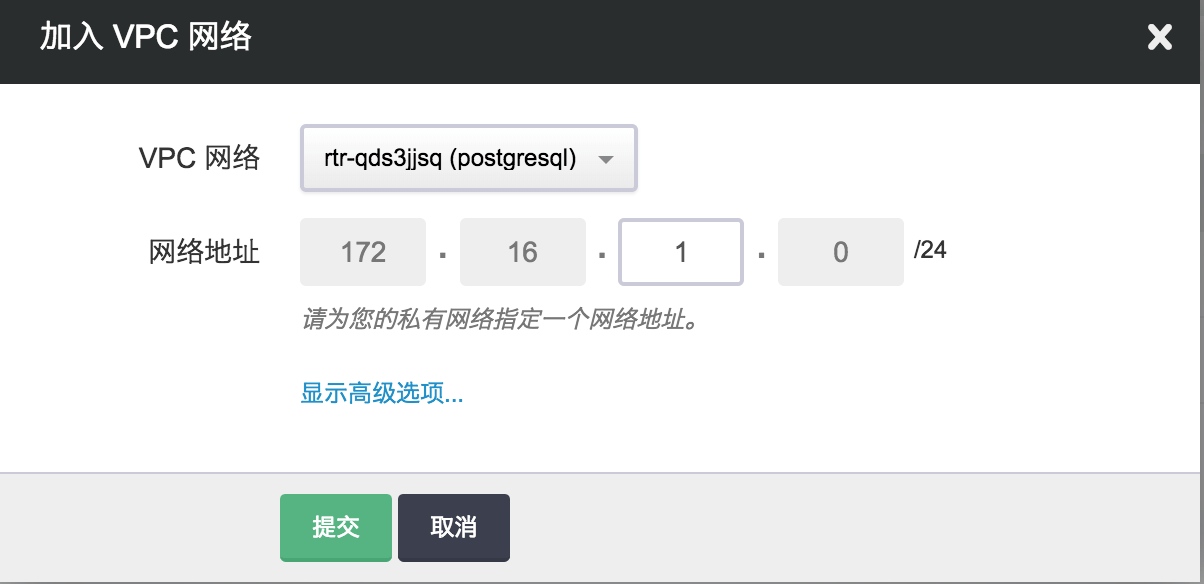 加入 VPC 网络
VPC 网络 rtr-qds3jjsq (postgresql)
网络地址 172 . 16 . 1 . 0 /24
请为您的私有网络指定一个网络地址。
显示高级选项...
提交 取消